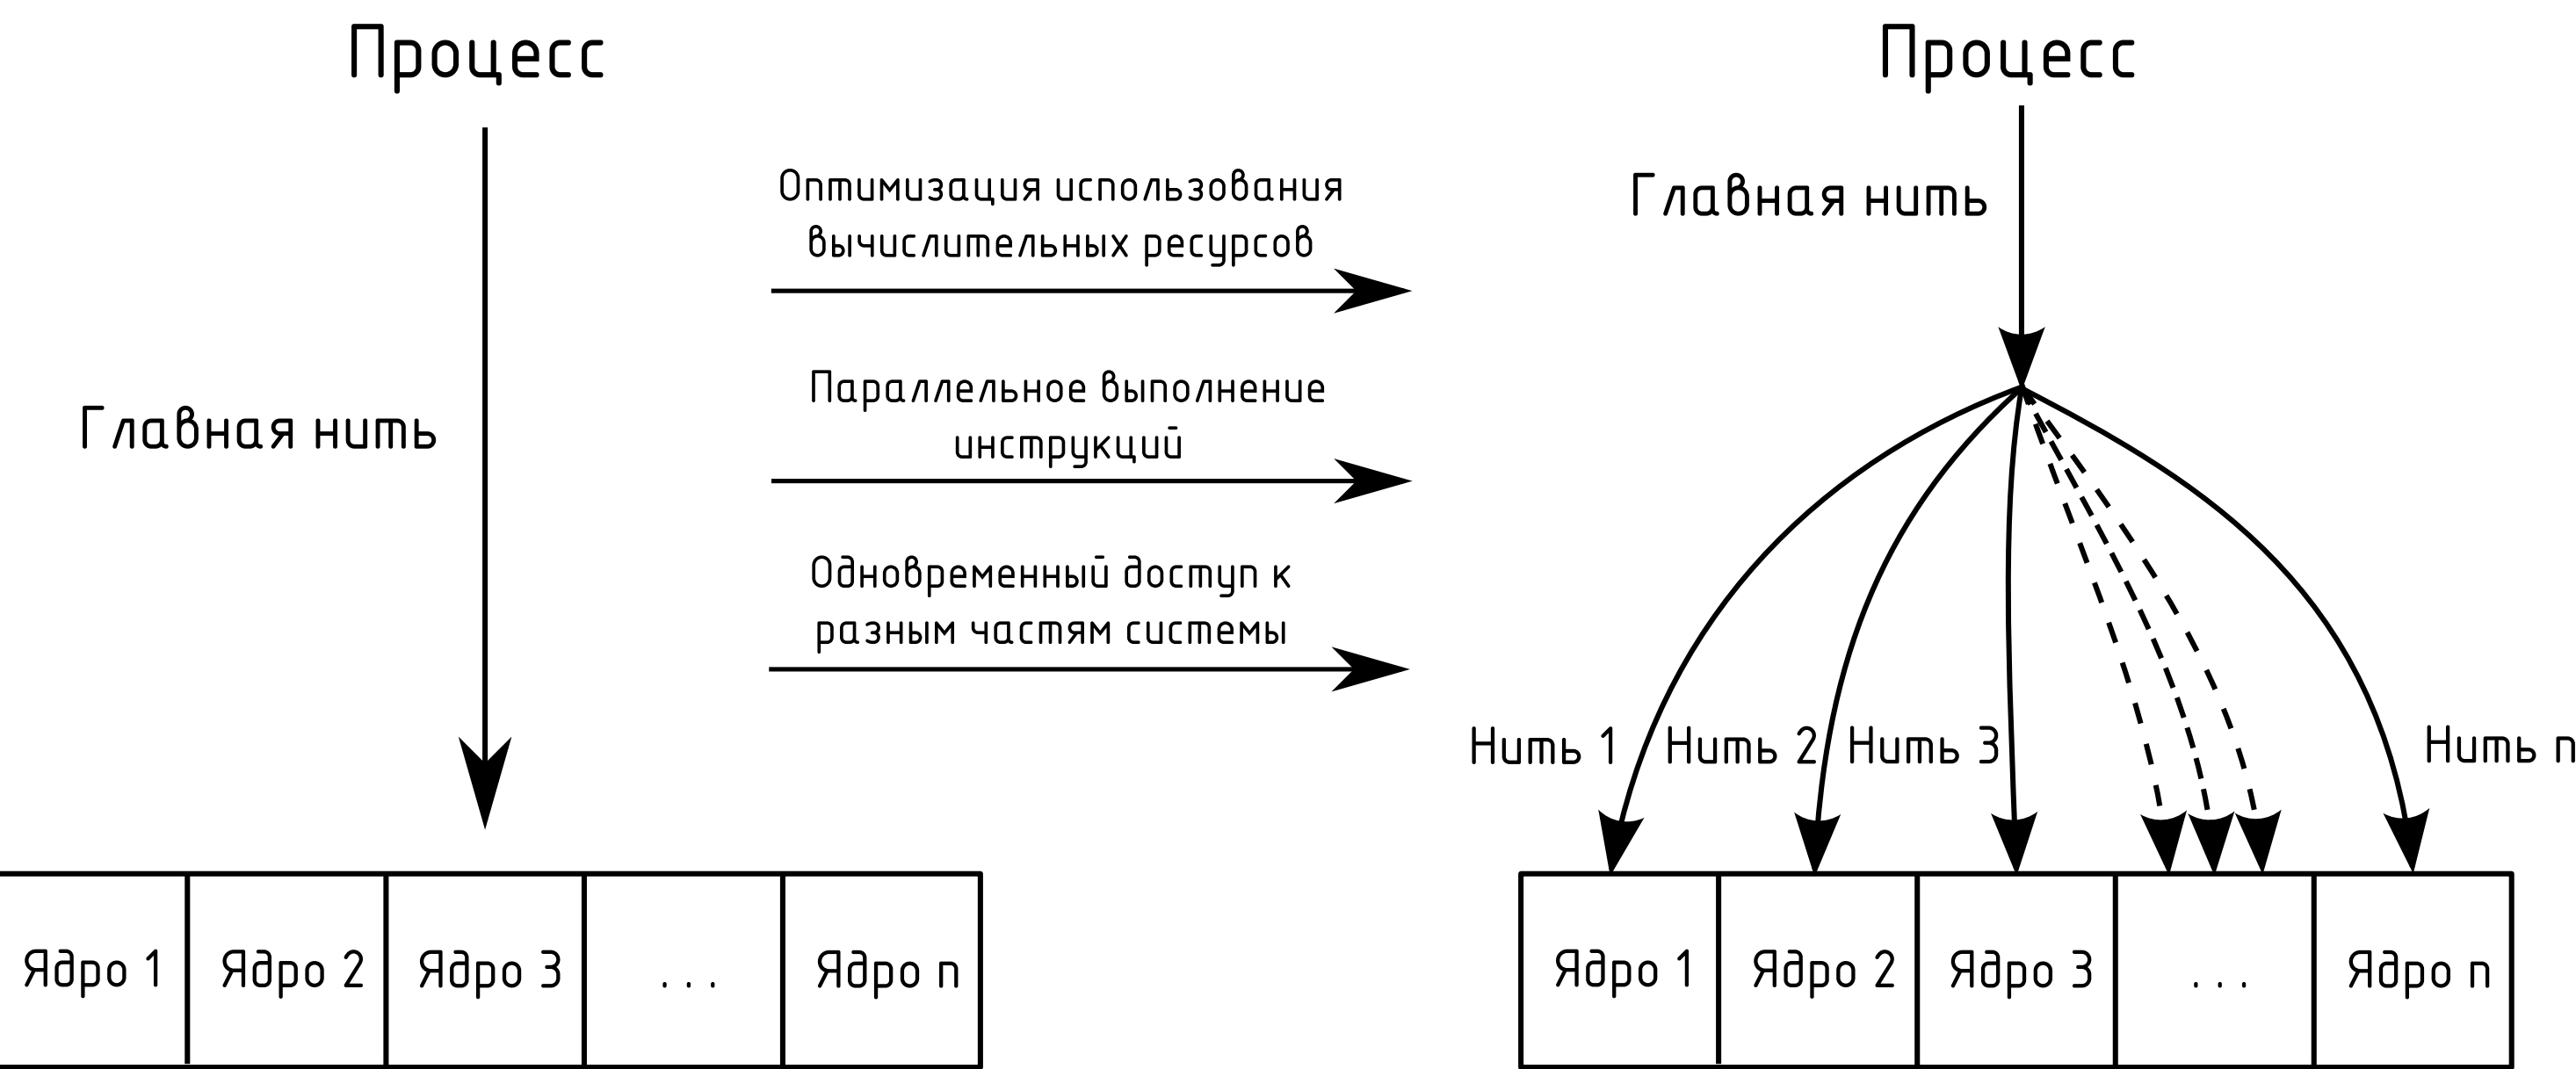 Процесс
Главная нить
Ядро 1
Ядро 2
Ядро 3
. . .
Ядро n
Оптимизация использования
вычислительных ресурсов
Параллельное выполнение
инструкций
Одновременный доступ к
разным частям системы
Процесс
Главная нить
Нить 1
Нить 2
Нить 3
Нить n
Ядро 1
Ядро 2
Ядро 3
. . .
Ядро n